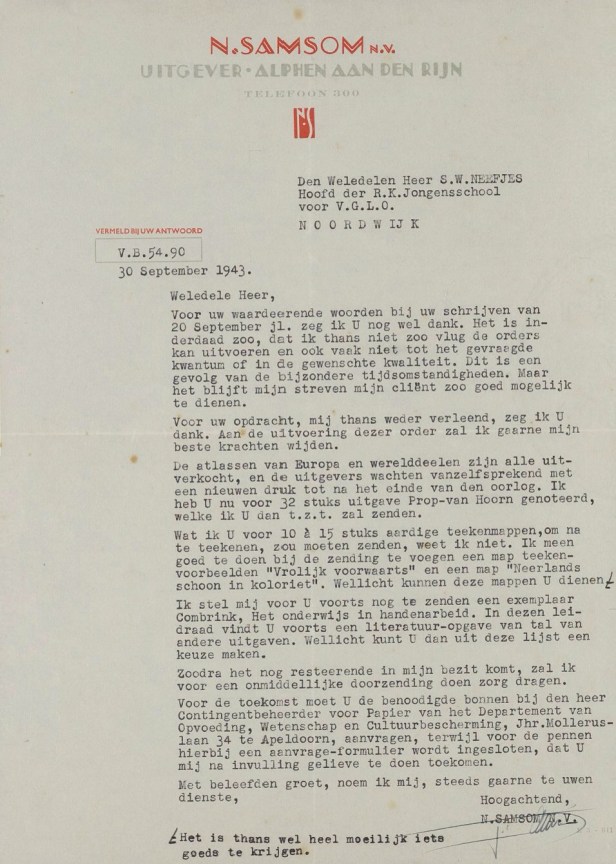 N. SAMSOM N.V.
UITGEVER · ALPHEN AAN DEN RIJN
TELEFOON 300
N.S
Den Weledelen Heer S.W.NEEFJES
Hoofd der R.K.Jongensschool
voor V.G.L.O.
N O O R D W IJ K
VERMELD BIJ UW ANTWOORD
V.B.54.90
30 September 1943.
Weledele Heer,
Voor uw waardeerende woorden bij uw schrijven van
20 September jl. zeg ik U nog wel dank. Het is in-
derdaad zoo, dat ik thans niet zoo vlug de orders
kan uitvoeren en ook vaak niet tot het gevraagde
kwantum of in de gewenschte kwaliteit. Dit is een
gevolg van de bijzondere tijdsomstandigheden. Maar
het blijft mijn streven mijn cliënt zoo goed mogelijk
te dienen.
Voor uw opdracht, mij thans weder verleend, zeg ik U
dank. Aan de uitvoering dezer order zal ik gaarne mijn
beste krachten wijden.
De atlassen van Europa en werelddeelen zijn alle uit-
verkocht, en de uitgevers wachten vanzelfsprekend met
een nieuwen druk tot na het einde van den oorlog. Ik
heb U nu voor 32 stuks uitgave Prop-van Hoorn genoteerd,
welke ik U dan t.z.t. zal zenden.
Wat ik U voor 10 à 15 stuks aardige teekenmappen,om na
te teekenen, zou moeten zenden, weet ik niet. Ik meen
goed te doen bij de zending te voegen een map teeken-
voorbeelden "Vrolijk voorwaarts" en een map "Neerlands
schoon in koloriet". Wellicht kunnen deze mappen U dienen.
Ik stel mij voor U voorts nog te zenden een exemplaar
Combrink, Het onderwijs in handenarbeid. In dezen lei-
draad vindt U voorts een literatuur-opgave van tal van
andere uitgaven. Wellicht kunt U dan uit deze lijst een
keuze maken.
Zoodra het nog resteerende in mijn bezit komt, zal ik
voor een onmiddellijke doorzending doen zorg dragen.
Voor de toekomst moet U de benoodigde bonnen bij den heer
Contingentbeheerder voor Papier van het Departement van
Opvoeding, Wetenschap en Cultuurbescherming, Jhr.Mollerus-
laan 34 te Apeldoorn, aanvragen, terwijl voor de pennen
hierbij een aanvrage-formulier wordt ingesloten, dat U
mij na invulling gelieve te doen toekomen.
Met beleefden groet, noem ik mij, steeds gaarne te uwen
dienste,
Hoogachtend,
N.SAMSOM N.V.
Het is thans wel heel moeilijk iets
goeds te krijgen.